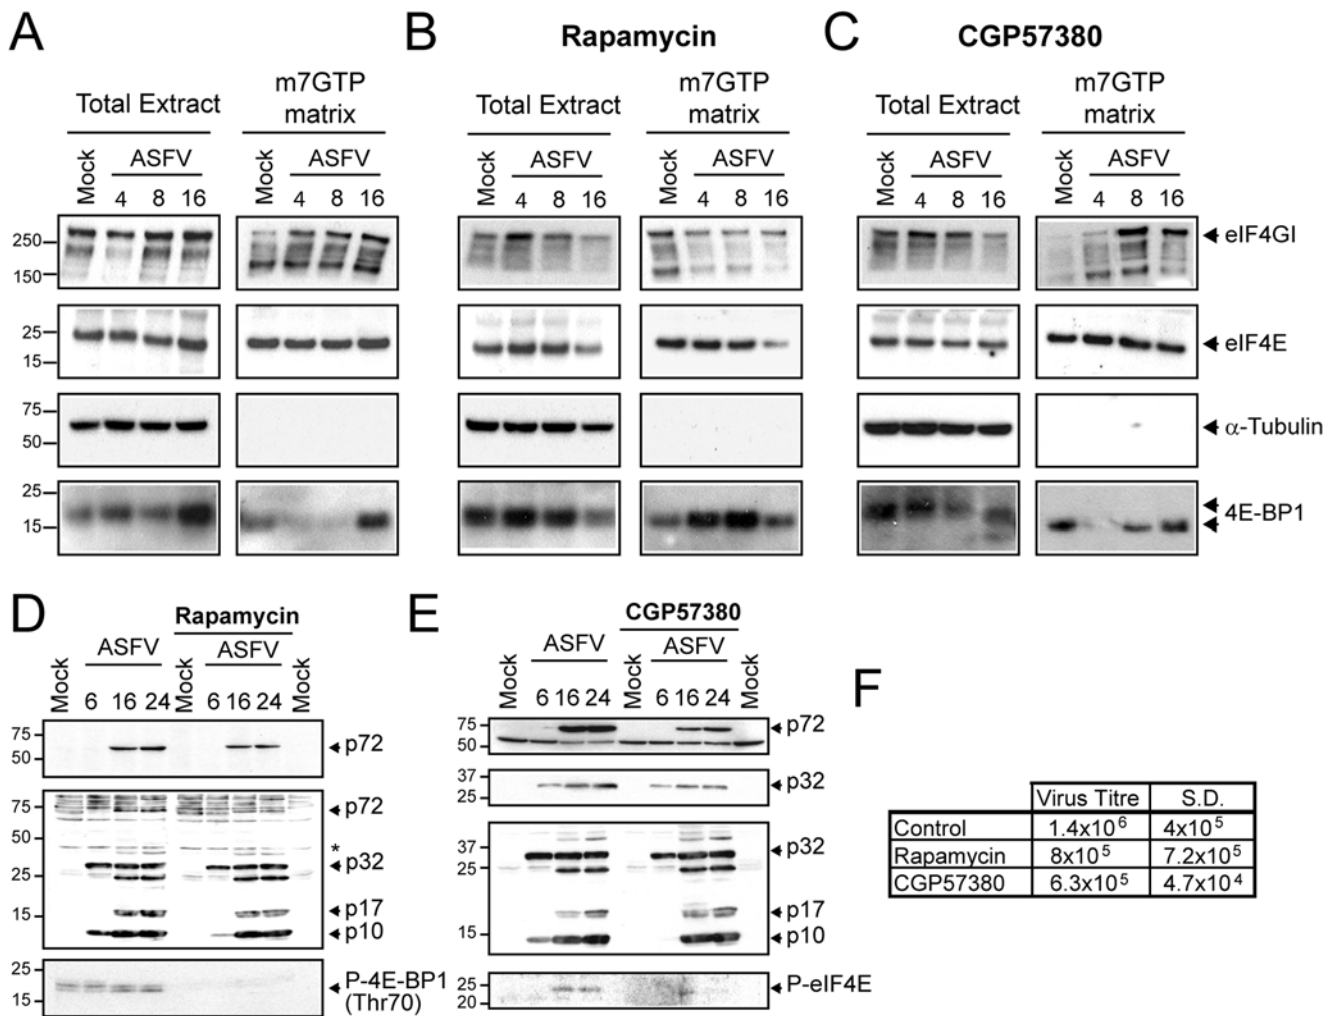 A
B
Rapamycin
C
CGP57380
Total Extract
m7GTP
matrix
Total Extract
m7GTP
matrix
Total Extract
m7GTP
matrix
Mock
ASFV
Mock
ASFV
Mock
ASFV
Mock
ASFV
Mock
ASFV
Mock
ASFV
4 8 16
4 8 16
4 8 16
4 8 16
4 8 16
4 8 16
250
150
eIF4GI
25
15
eIF4E
75
50
α-Tubulin
25
15
4E-BP1
D
Rapamycin
Mock
ASFV
Mock
ASFV
Mock
6 16 24
6 16 24
75
50
p72
75
50
25
15
p72
*
p32
p17
p10
25
15
P-4E-BP1
(Thr70)
E
CGP57380
Mock
ASFV
Mock
ASFV
Mock
6 16 24
6 16 24
75
50
p72
37
25
p32
37
25
15
p32
p17
p10
25
20
P-eIF4E
F
Virus Titre S.D.
Control 1.4x10⁶ 4x10⁵
Rapamycin 8x10⁵ 7.2x10⁵
CGP57380 6.3x10⁵ 4.7x10⁴